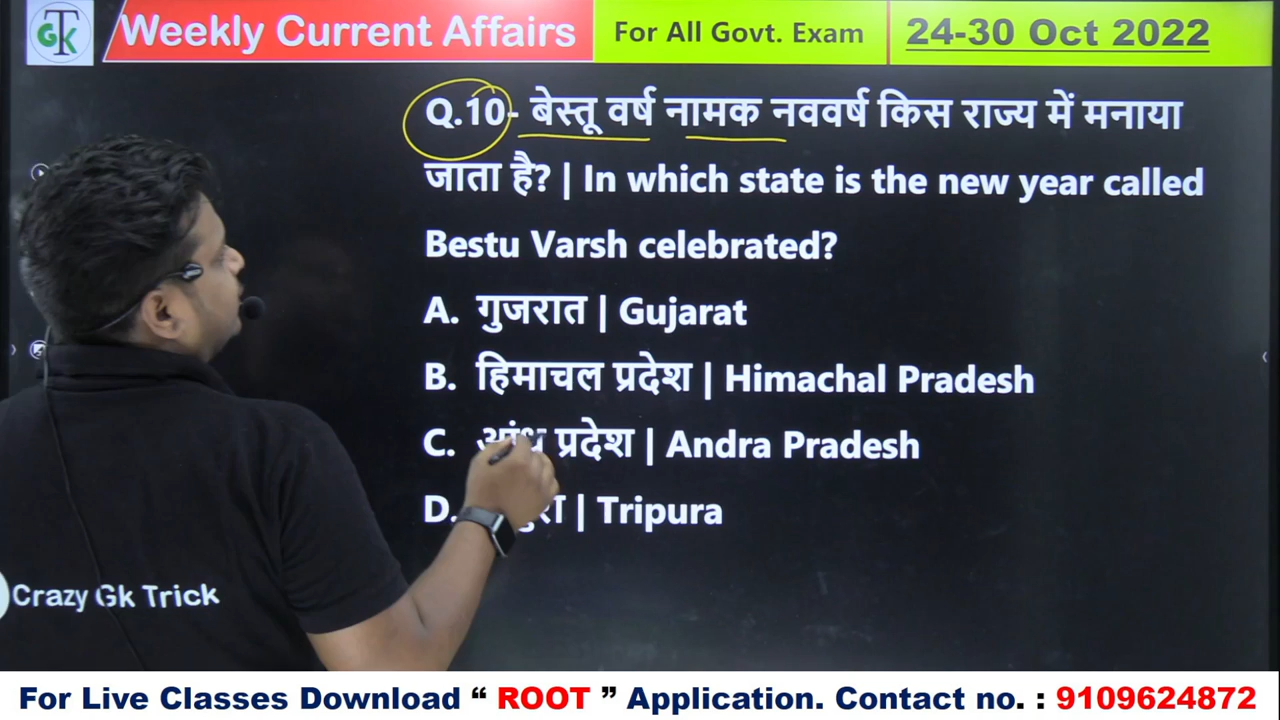 GTK
Weekly Current Affairs
For All Govt. Exam
24-30 Oct 2022
Q.10- बेस्तू वर्ष नामक नववर्ष किस राज्य में मनाया
जाता है? | In which state is the new year called
Bestu Varsh celebrated?
A. गुजरात | Gujarat
B. हिमाचल प्रदेश | Himachal Pradesh
C. प्रदेश | Andra Pradesh
D. | Tripura
Crazy Gk Trick
For Live Classes Download “ ROOT ” Application. Contact no. : 9109624872